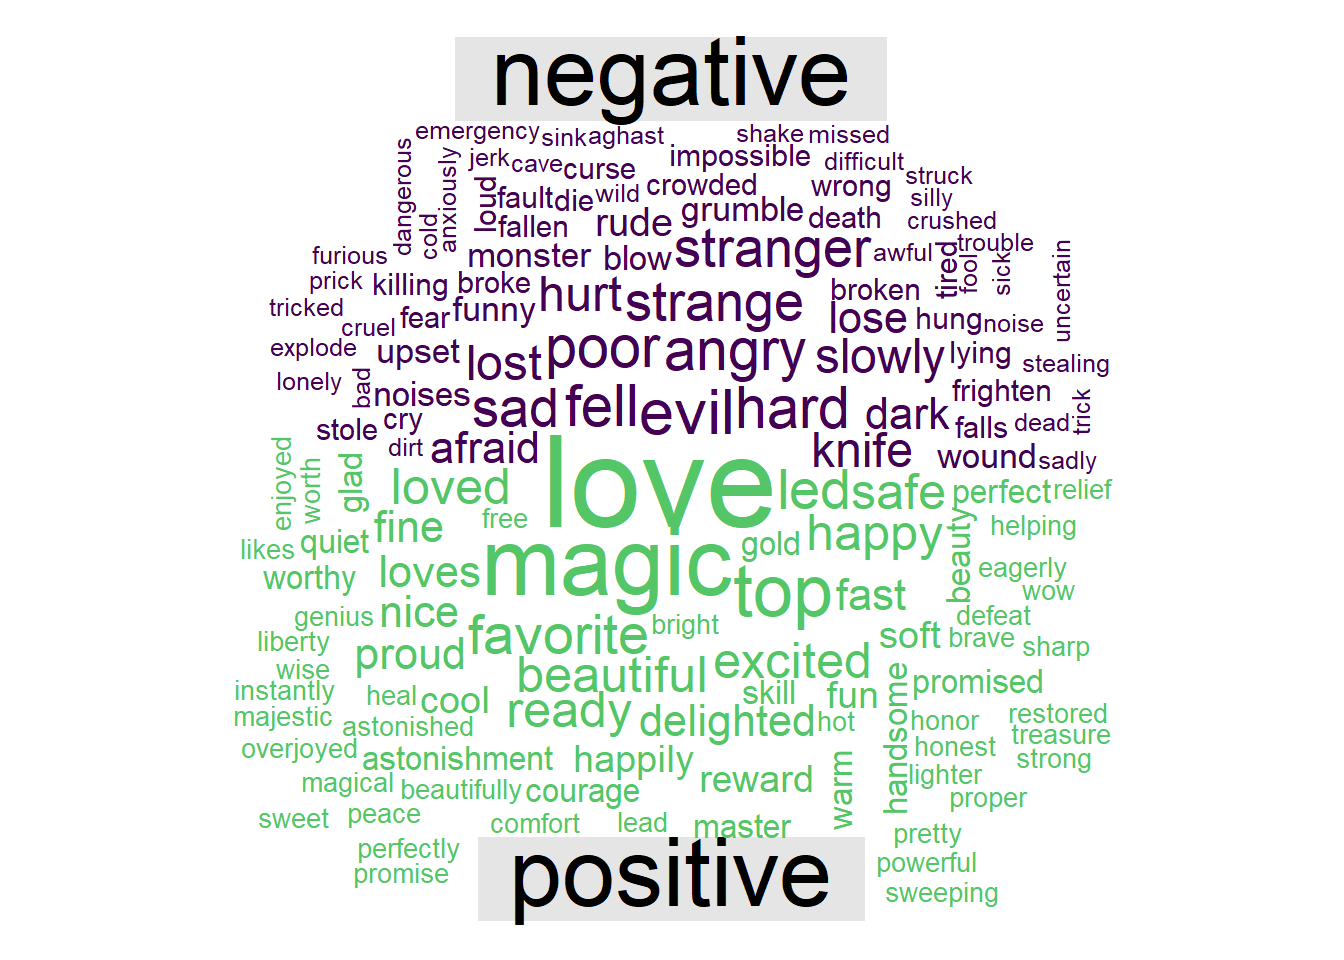 negative
emergency sink aghast shake missed
jerk cave curse impossible difficult
dangerous anxiously loud fault die wild crowded wrong struck
silly
cold fallen rude grumble death crushed
furious monster blow stranger awful tired fool trouble sick uncertain
prick killing broke hurt strange broken
tricked cruel fear funny lose hung noise
explode upset lost poor angry slowly lying stealing
lonely bad noises sad fell evil hard dark frighten trick
stole cry falls dead
dirt afraid knife wound sadly
love
enjoyed worth glad loved led safe perfect relief
likes quiet fine free gold happy beauty helping
worthy loves magic top fast eagerly
wow
genius nice favorite bright soft defeat brave sharp
liberty proud
wise beautiful excited promised
instantly heal cool skill fun handsome
majestic astonished ready delighted hot honor restored
treasure
overjoyed astonishment happily honest strong
magical beautifully courage reward warm lighter proper
sweet peace comfort lead master pretty
perfectly powerful
promise sweeping
positive